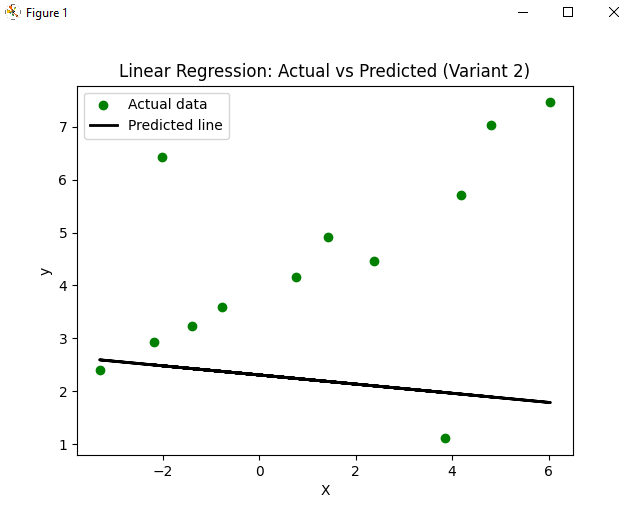 Figure 1
Linear Regression: Actual vs Predicted (Variant 2)
Actual data
Predicted line
7
6
5
4
3
2
1
y
−2
0
2
4
6
X